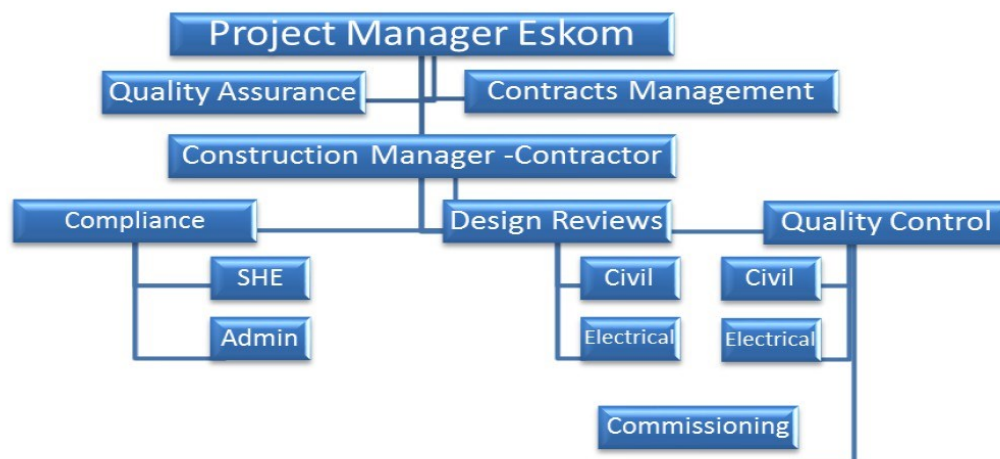 Project Manager Eskom
Quality Assurance
Contracts Management
Construction Manager -Contractor
Compliance
Design Reviews
Quality Control
SHE
Civil
Civil
Admin
Electrical
Electrical
Commissioning